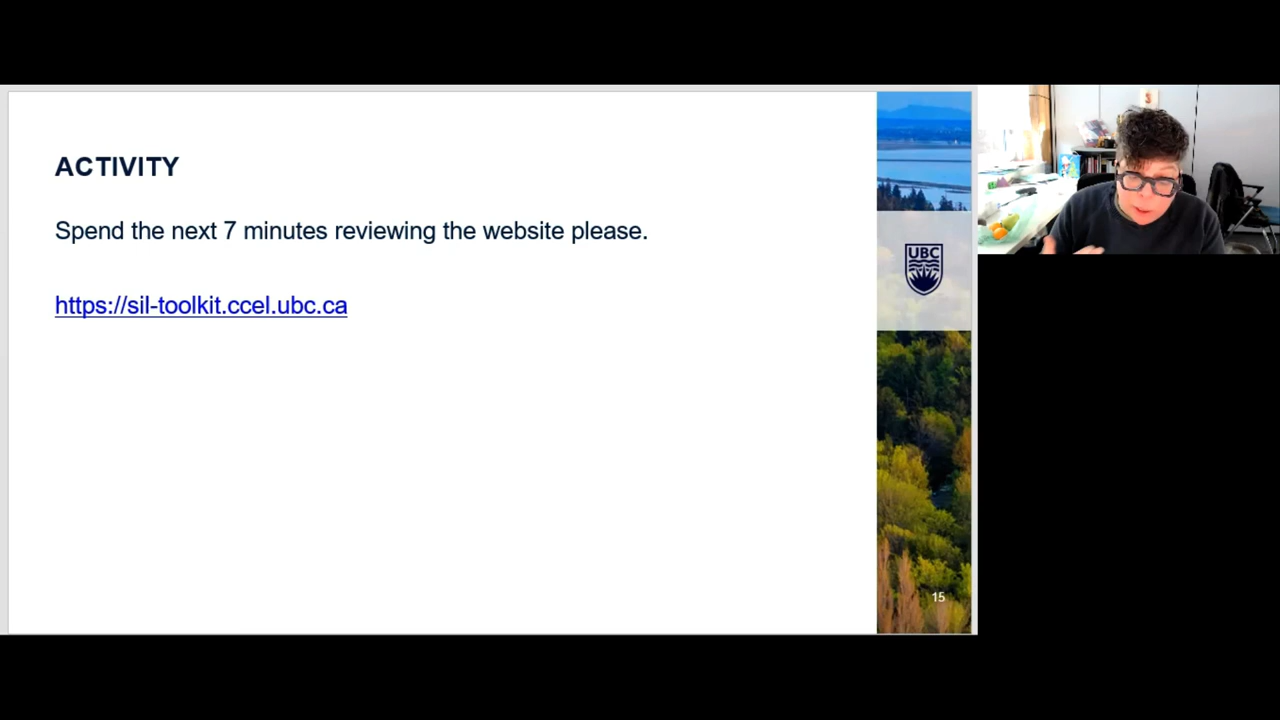 ACTIVITY
Spend the next 7 minutes reviewing the website please.
https://sil-toolkit.ccel.ubc.ca
UBC
15